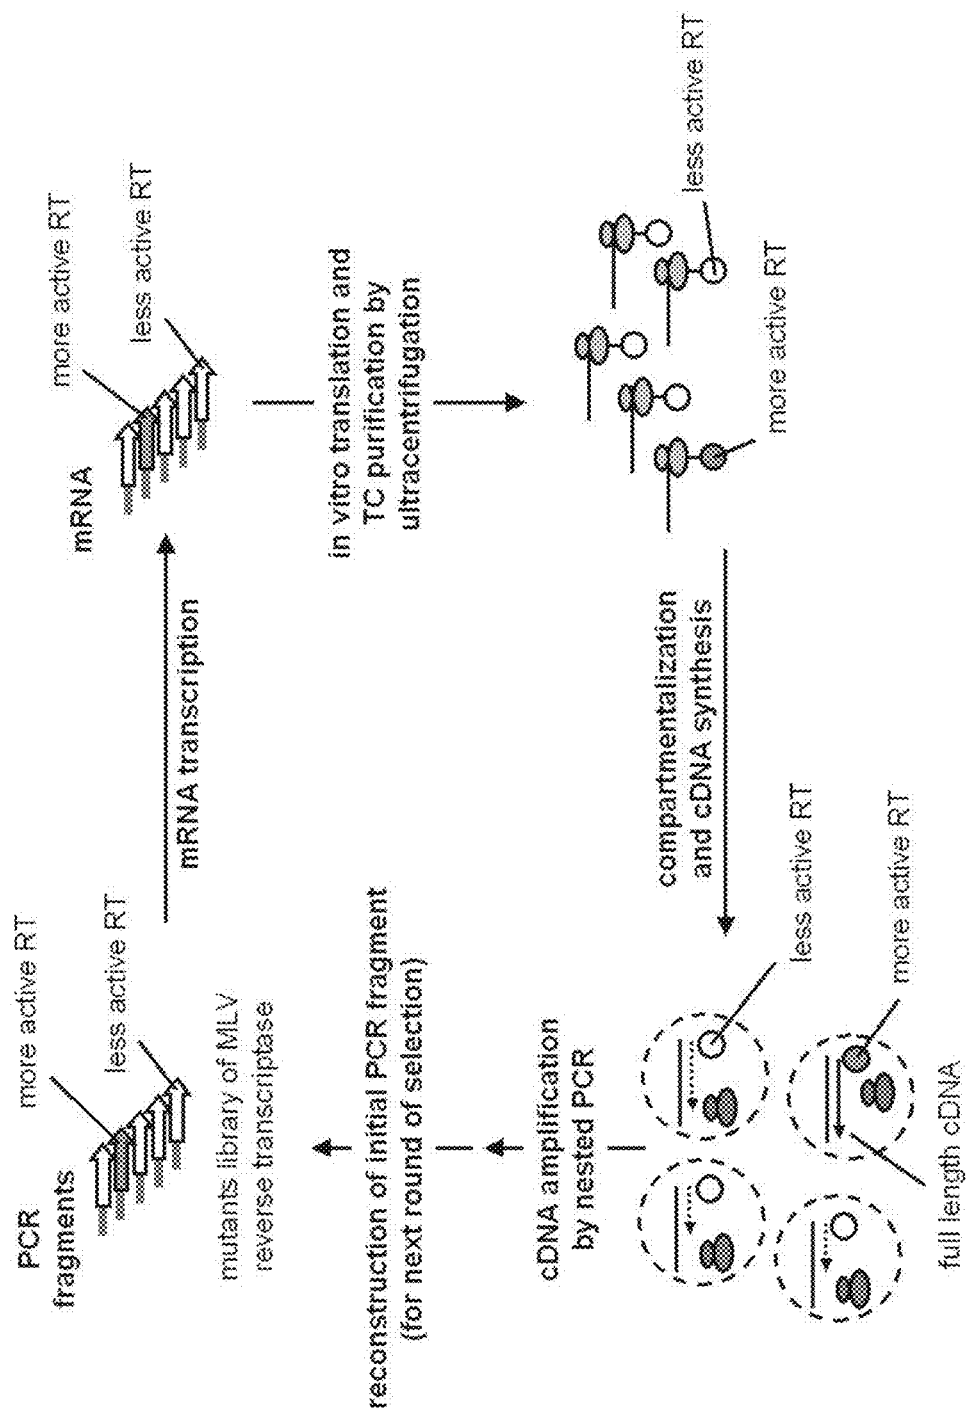 PCR
fragments
more active RT
less active RT
mutants library of MLV
reverse transcriptase
mRNA transcription
mRNA
more active RT
less active RT
in vitro translation and
TC purification by
ultracentrifugation
less active RT
more active RT
compartmentalization
and cDNA synthesis
less active RT
more active RT
full length cDNA
cDNA amplification
by nested PCR
reconstruction of initial PCR fragment
(for next round of selection)